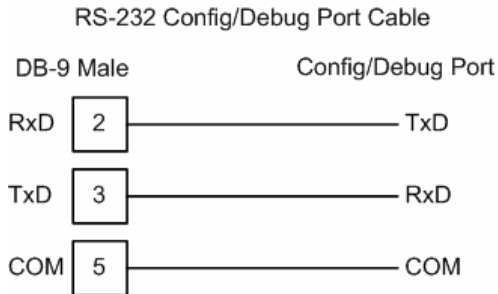 RS-232 Config/Debug Port Cable
DB-9 Male Config/Debug Port
RxD 2 TxD
TxD 3 RxD
COM 5 COM